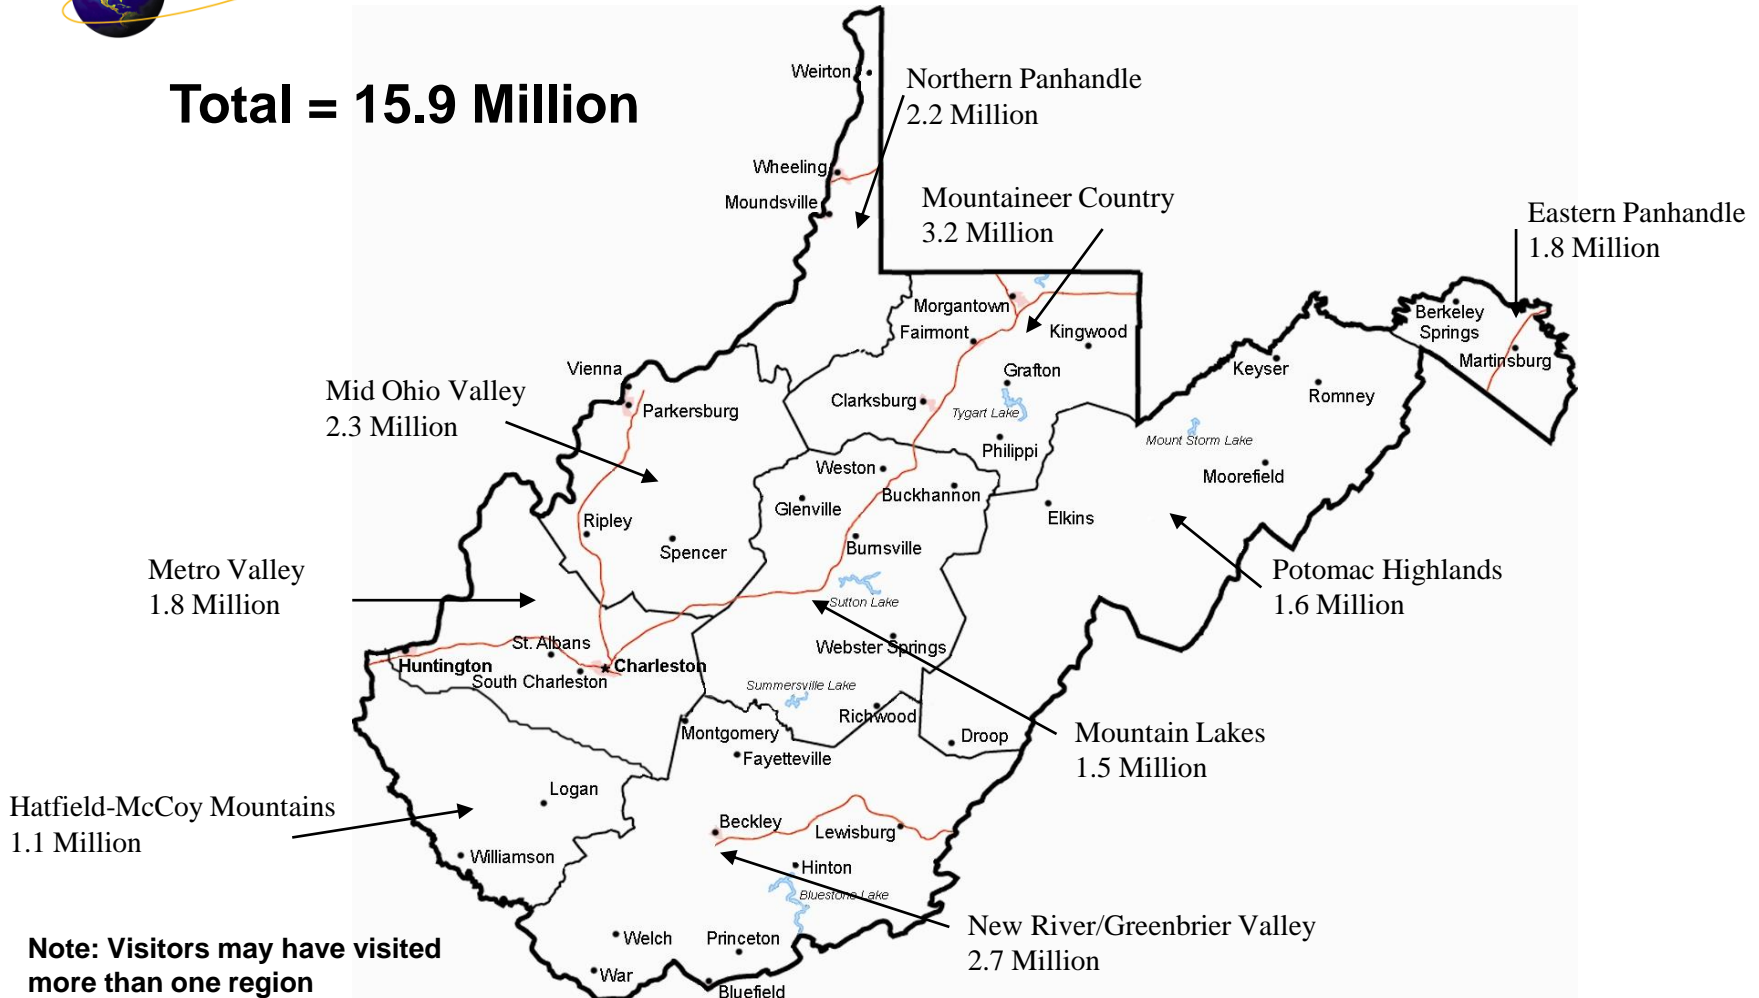 Total = 15.9 Million
Weirton
Northern Panhandle
2.2 Million
Wheeling
Moundsville
Mountaineer Country
3.2 Million
Eastern Panhandle
1.8 Million
Morgantown
Fairmont
Kingwood
Berkeley
Springs
Martinsburg
Vienna
Parkersburg
Mid Ohio Valley
2.3 Million
Grafton
Clarksburg
Tygart Lake
Philippi
Keyser
Romney
Mount Storm Lake
Moorefield
Weston
Buckhannon
Glenville
Elkins
Ripley
Spencer
Burnsville
Metro Valley
1.8 Million
Potomac Highlands
1.6 Million
Sutton Lake
St. Albans
Huntington
Charleston
South Charleston
Webster Springs
Summersville Lake
Richwood
Montgomery
Fayetteville
Droop
Mountain Lakes
1.5 Million
Logan
Hatfield-McCoy Mountains
1.1 Million
Beckley
Lewisburg
Williamson
Hinton
Bluestone Lake
New River/Greenbrier Valley
2.7 Million
Welch
Princeton
War
Bluefield
Note: Visitors may have visited
more than one region